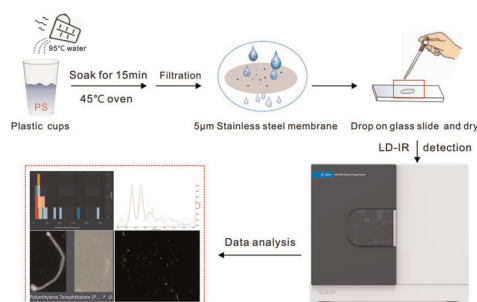 95℃ water
PS
Plastic cups
Soak for 15min
45℃ oven
Filtration
5μm Stainless steel membrane
Drop on glass slide and dry
LD-IR detection
Data analysis
Polyethylene Terephthalate (P...